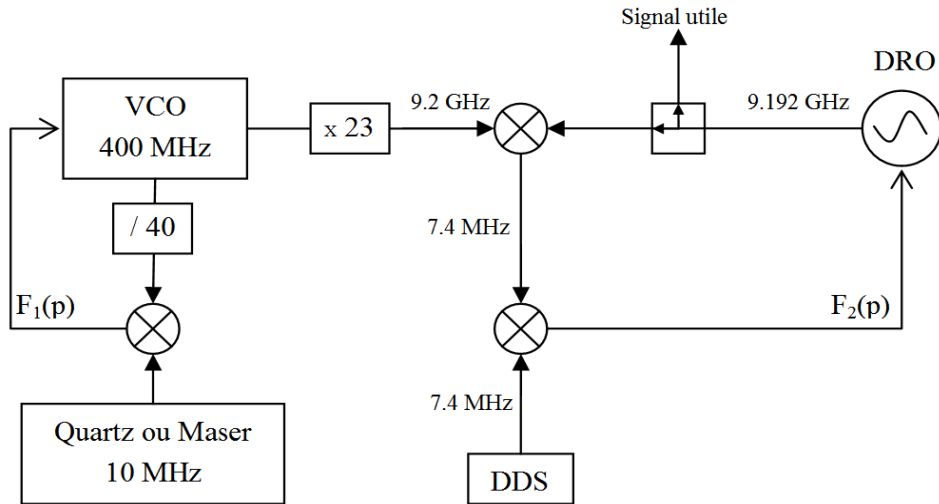 Signal utile
DRO
VCO
400 MHz
x 23
9.2 GHz
9.192 GHz
/ 40
7.4 MHz
F₁(p)
F₂(p)
7.4 MHz
Quartz ou Maser
10 MHz
DDS